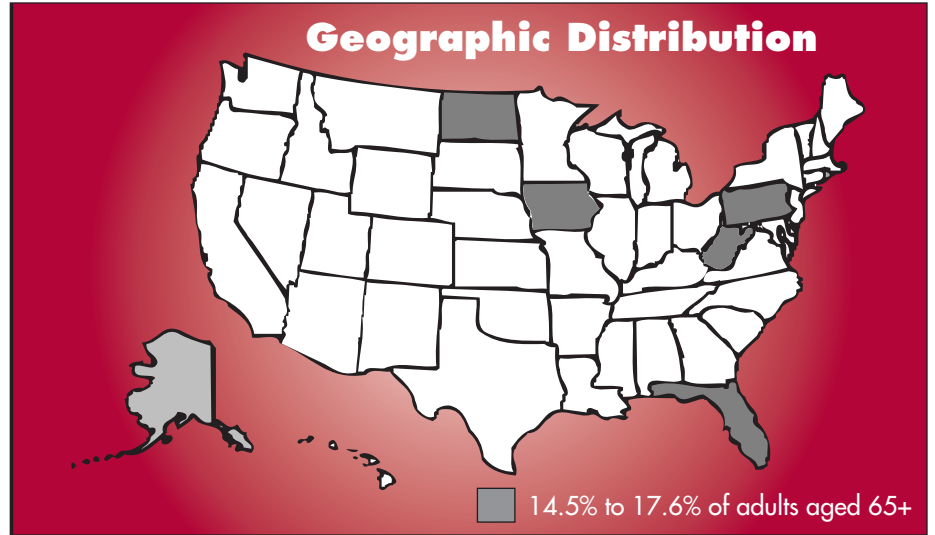 Geographic Distribution
14.5% to 17.6% of adults aged 65+